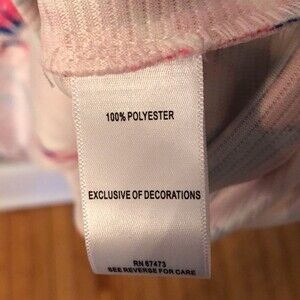 100% POLYESTER
EXCLUSIVE OF DECORATIONS
RN 67473
SEE REVERSE FOR CARE